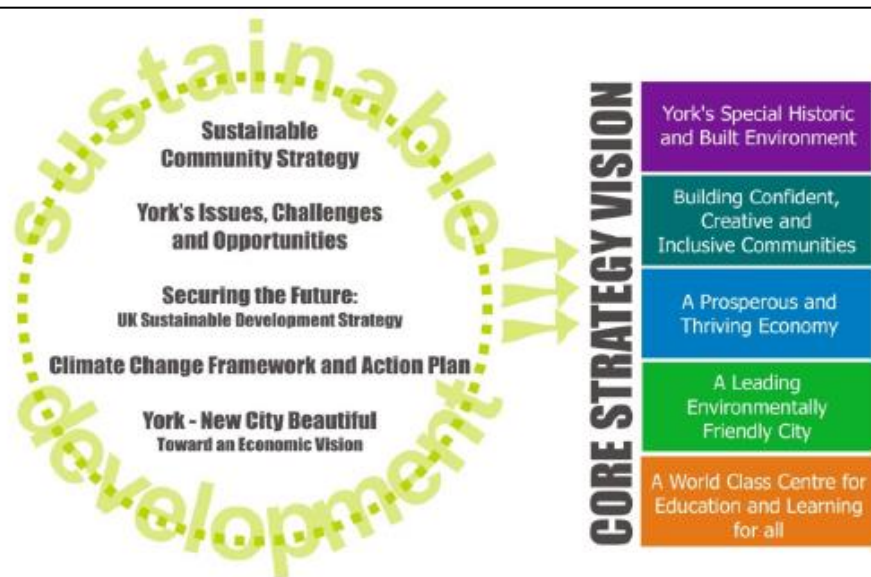 sustainable
Sustainable
Community Strategy
York's Issues, Challenges
and Opportunities
Securing the Future:
UK Sustainable Development Strategy
Climate Change Framework and Action Plan
York - New City Beautiful
Toward an Economic Vision
development
CORE STRATEGY VISION
York's Special Historic
and Built Environment
Building Confident,
Creative and
Inclusive Communities
A Prosperous and
Thriving Economy
A Leading
Environmentally
Friendly City
A World Class Centre for
Education and Learning
for all